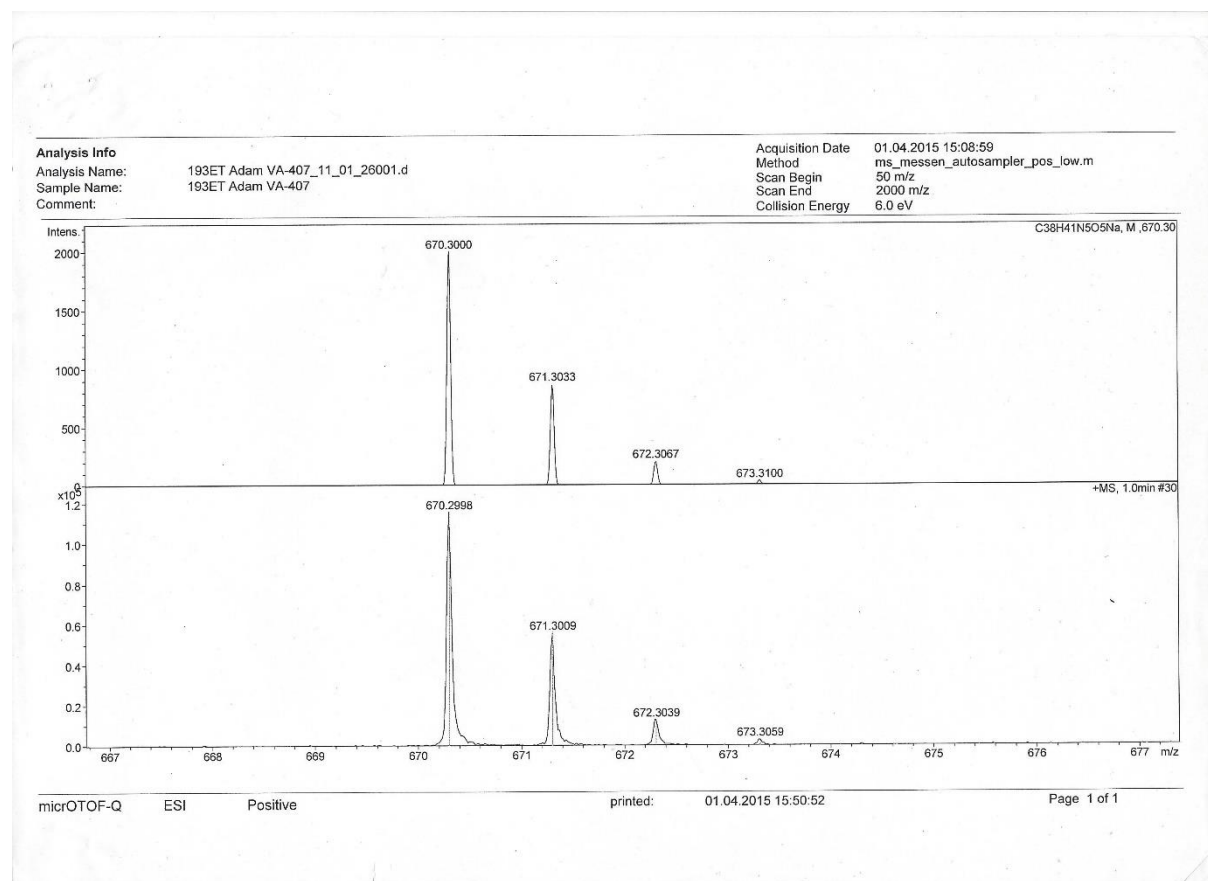 Analysis Info
Analysis Name: 193ET Adam VA-407_11_01_26001.d
Sample Name: 193ET Adam VA-407
Comment:
Acquisition Date 01.04.2015 15:08:59
Method ms_messen_autosampler_pos_low.m
Scan Begin 50 m/z
Scan End 2000 m/z
Collision Energy 6.0 eV
Intens.
C38H41N5O5Na, M ,670.30
2000
1500
1000
500
0
670.3000
671.3033
672.3067
673.3100
x10⁵
+MS, 1.0min #30
1.2
1.0
0.8
0.6
0.4
0.2
0.0
670.2998
671.3009
672.3039
673.3059
667 668 669 670 671 672 673 674 675 676 677 m/z
micrOTOF-Q ESI Positive printed: 01.04.2015 15:50:52 Page 1 of 1